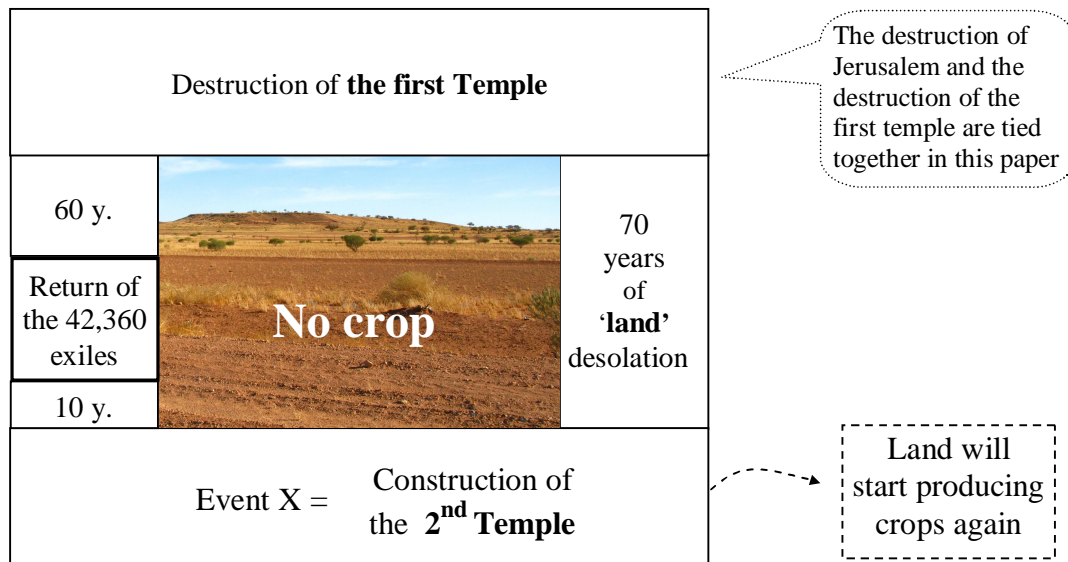 Destruction of the first Temple
The destruction of
Jerusalem and the
destruction of the
first temple are tied
together in this paper
60 y.
Return of
the 42,360
exiles
10 y.
No crop
70
years
of
‘land’
desolation
Event X =
Construction of
the 2nd Temple
Land will
start producing
crops again